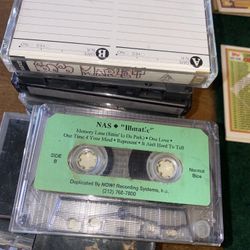 A
NAS • "Illmatic"
Memory Lane (Sittin' In Da Park) • One Love •
One Time 4 Your Mind • Represent • It Ain't Hard To Tell
SIDE
B
Normal
Bias
Duplicated By NOW! Recording Systems, Inc.
(212) 768-7800